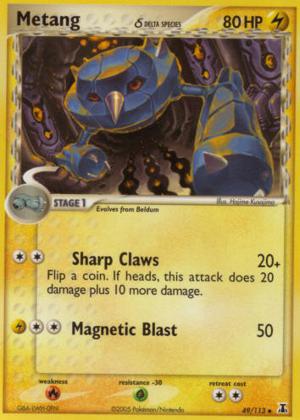 Metang δ DELTA SPECIES 80 HP
Illus. Hajime Kusajima
STAGE 1
Evolves from Beldum
Sharp Claws 20+
Flip a coin. If heads, this attack does 20
damage plus 10 more damage.
Magnetic Blast 50
weakness resistance -30 retreat cost
©2005 Pokémon/Nintendo 49/113